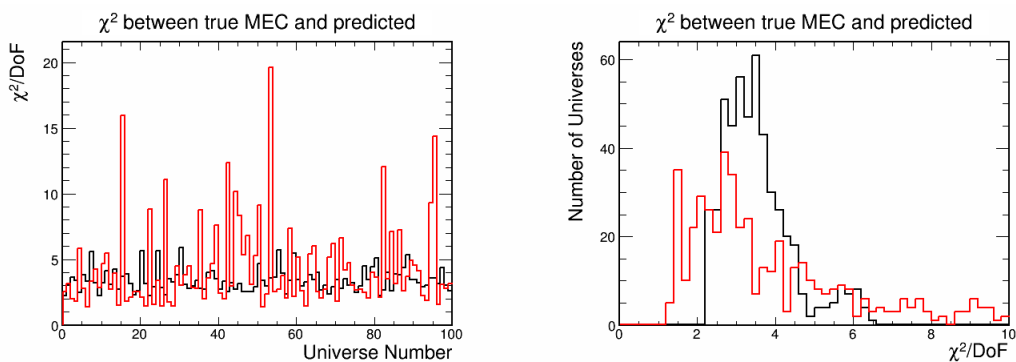 χ² between true MEC and predicted
χ²/DoF
20
15
10
5
0
0 20 40 60 80 100
Universe Number
χ² between true MEC and predicted
Number of Universes
60
40
20
0
0 2 4 6 8 10
χ²/DoF